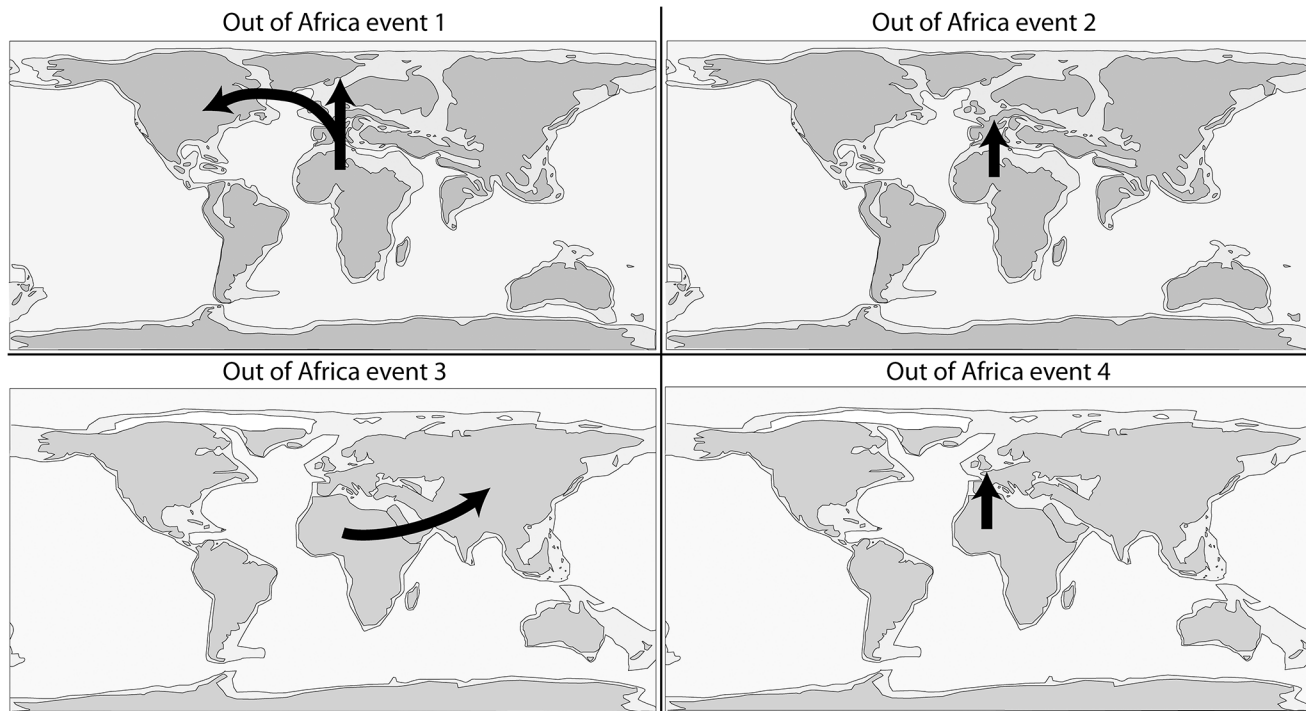 Out of Africa event 1
Out of Africa event 2
Out of Africa event 3
Out of Africa event 4